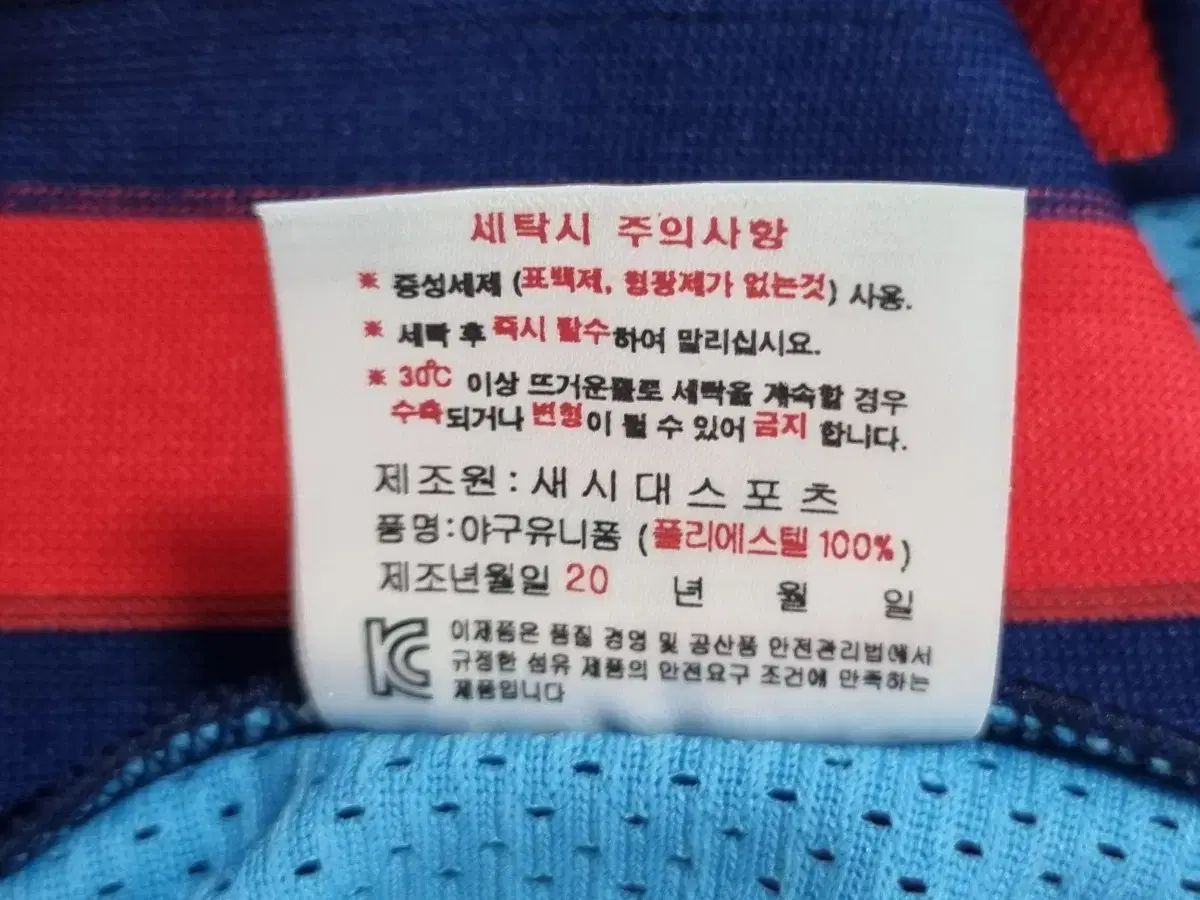 세탁시 주의사항
※ 중성세제 (표백제, 형광제가 없는것) 사용.
※ 세탁 후 즉시 탈수하여 말리십시요.
※ 30℃ 이상 뜨거운물로 세탁을 계속할 경우
수축되거나 변형이 될 수 있어 금지 합니다.
제조원 : 새시대스포츠
품명:야구유니폼 (폴리에스텔 100%)
제조년월일 20 년 월 일
이제품은 품질 경영 및 공산품 안전관리법에서
규정한 섬유 제품의 안전요구 조건에 만족하는
제품입니다